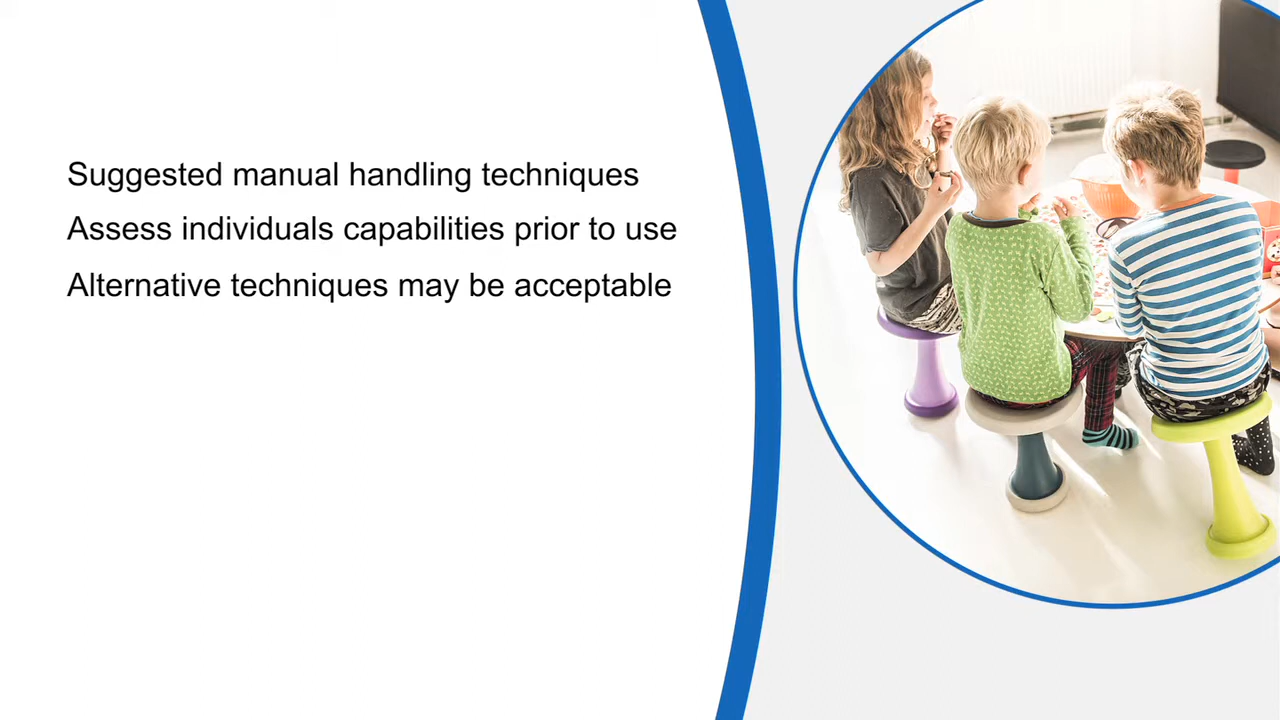 Suggested manual handling techniques
Assess individuals capabilities prior to use
Alternative techniques may be acceptable